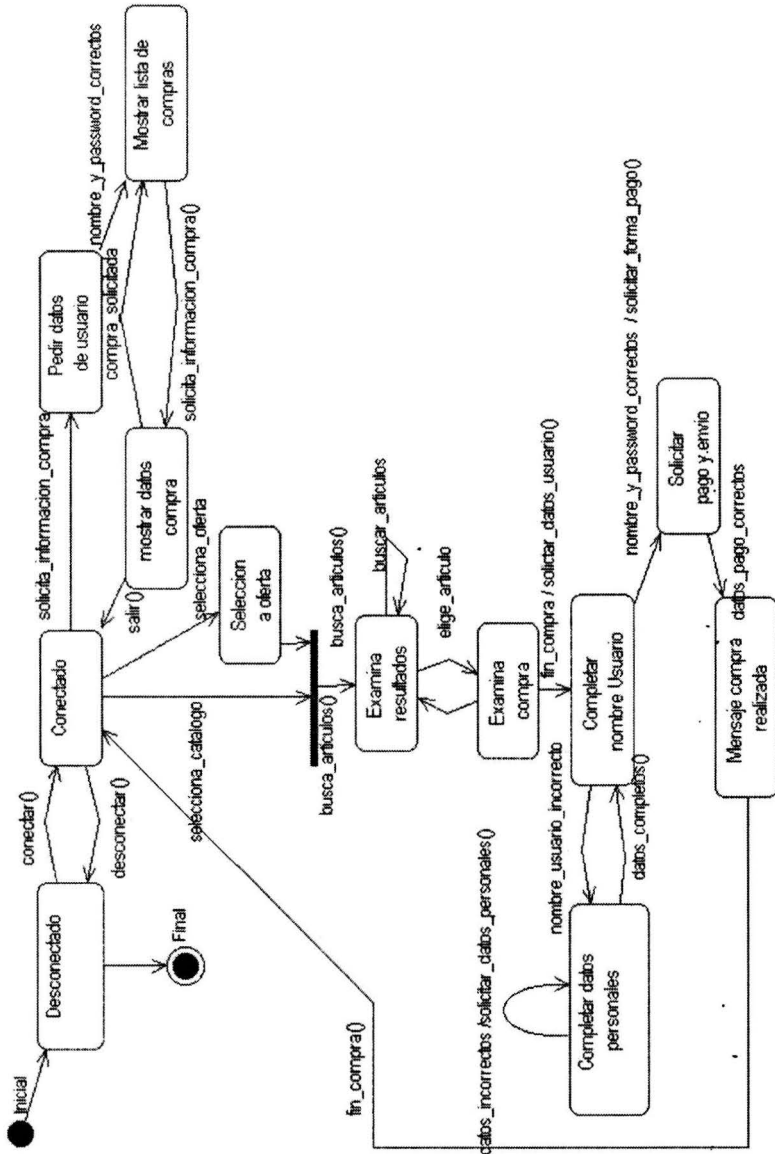 Inicial
Desconectado
Final
conectar()
desconectar()
Conectado
solicita_informacion_compra
Pedir datos
de usuario
nombre_y_password_correctos
Mostrar lista de
compras
compra_solicitada
solicita_informacion_compra()
mostrar datos
compra
salir()
selecciona_oferta
Seleccion
a oferta
selecciona_catalogo
busca_articulos()
busca_articulos()
Examina
resultados
buscar_articulos
elige_articulo
Examina
compra
fin_compra / solictar_datos_usuario()
Completar
nombre Usuario
nombre_usuario_incorrecto
datos_completos()
Completar datos
personales
datos_incorrectos /solicitar_datos_personales()
nombre_y_password_correctos / solicitar_forma_pago()
Solicitar
pago y.envio
datos_pago_correctos
Mensaje compra
realizada
fin_compra()